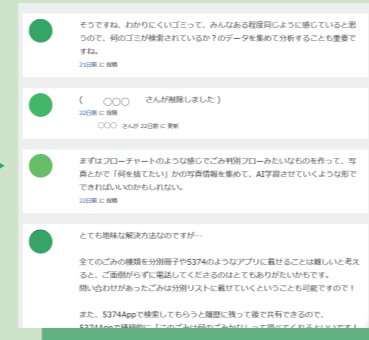 そうですね、わかりにくいゴミって、みんなある程度同じように感じていると思
うので、何のゴミが検索されているか？のデータを集めて分析することも重要で
すね。
21日前 に 投稿
( ○○○ さんが削除しました )
22日前 に 投稿
○○○ さんが 22日前 に 更新
まずはフローチャートのような感じでごみ判別フローみたいなものを作って、写
真とかで「何を捨てたい」かの写真情報を集めて、AI学習させていくような形で
できればいいのかもしれない。
22日前 に 投稿
とても地味な解決方法なのですが…
全てのごみの種類を分別冊子や5374のようなアプリに載せることは難しいと考え
ると、ご面倒がらずに電話してくださるのはとてもありがたいかもです。
問い合わせがあったごみは分別リストに載せていくということも可能ですので！
また、5374Appで検索してもらうと履歴に残って後で共有できるので、